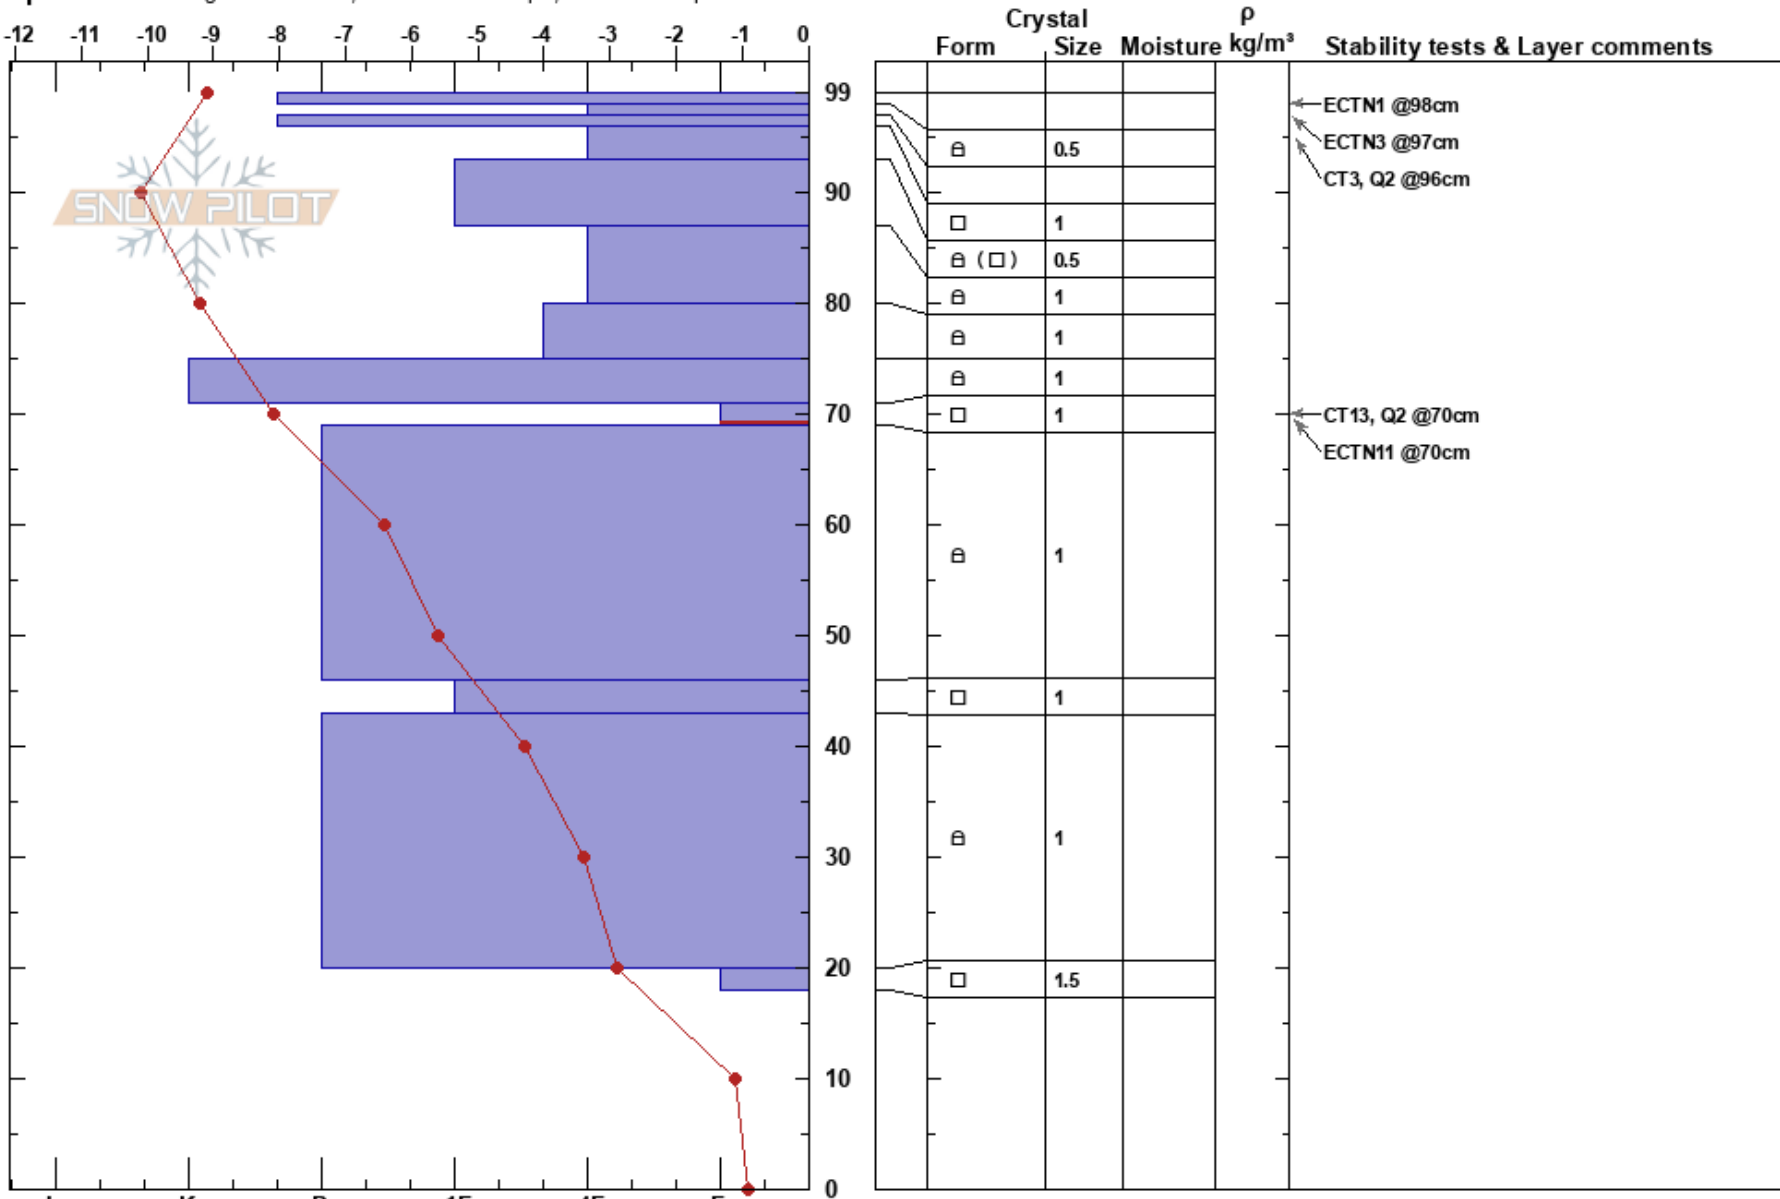 Crystal ρ
-12 -11 -10 -9 -8 -7 -6 -5 -4 -3 -2 -1 0 Form Size Moisture kg/m³ Stability tests & Layer comments
99 ECTN1 @98cm
ECTN3 @97cm
0.5
CT3, Q2 @96cm
90
SNOW PILOT
1
0.5
1
80
1
1
70 1 CT13, Q2 @70cm
ECTN11 @70cm
60
1
50
1
40
1
30
20
1.5
10
0